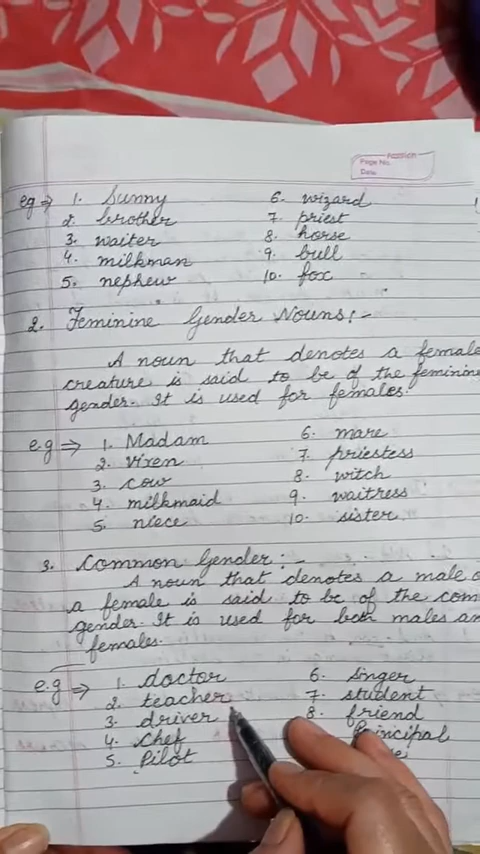 Page No.
Date
eg ⇒ 1. Sunny 6. wizard
2. brother 7. priest
3. waiter 8. horse
4. milkman 9. bull
5. nephew 10. fox
2. Feminine Gender Nouns:-
A noun that denotes a female
creature is said to be of the feminine
gender. It is used for females.
e.g ⇒ 1. Madam 6. mare
2. vixen 7. priestess
3. cow 8. witch
4. milkmaid 9. waitress
5. niece 10. sister
3. Common Gender:-
A noun that denotes a male o
a female is said to be of the com
gender. It is used for both males an
females.
e.g ⇒ 1. doctor 6. singer
2. teacher 7. student
3. driver 8. friend
4. Chef Principal
5. Pilot